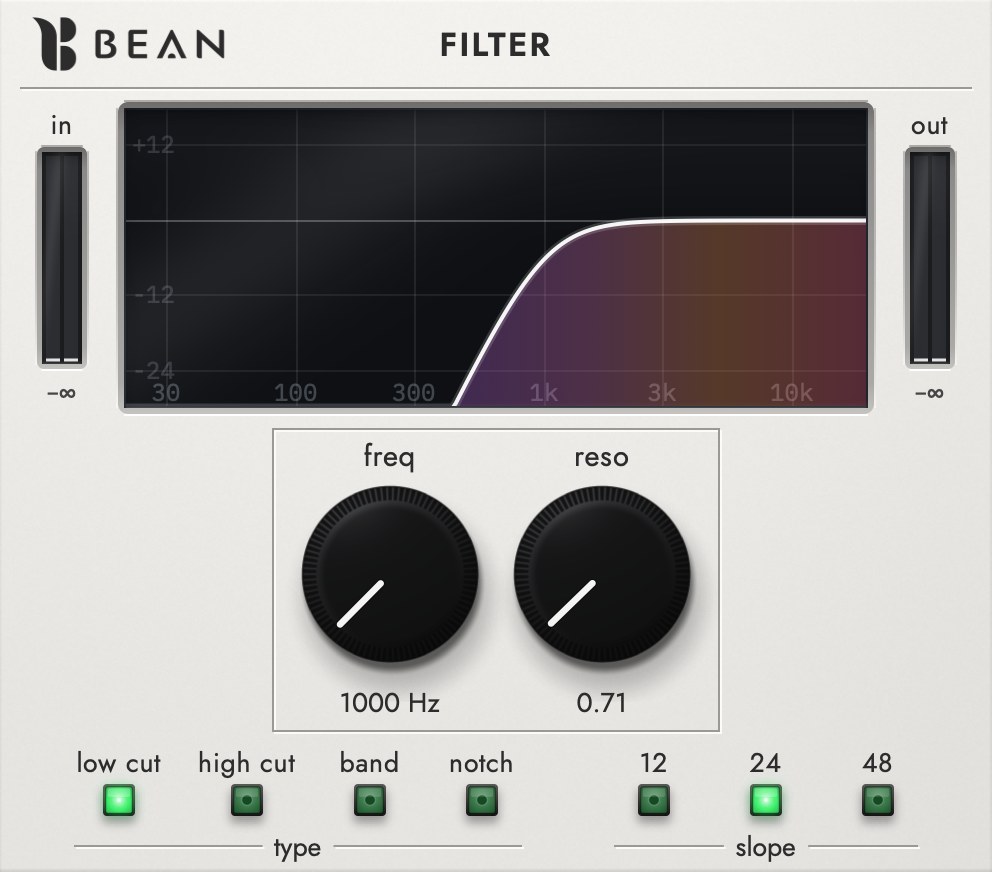 BEAN
FILTER
in
out
+12
-12
-24
30 100 300 1k 3k 10k
-∞
-∞
freq reso
1000 Hz 0.71
low cut high cut band notch 12 24 48
type slope